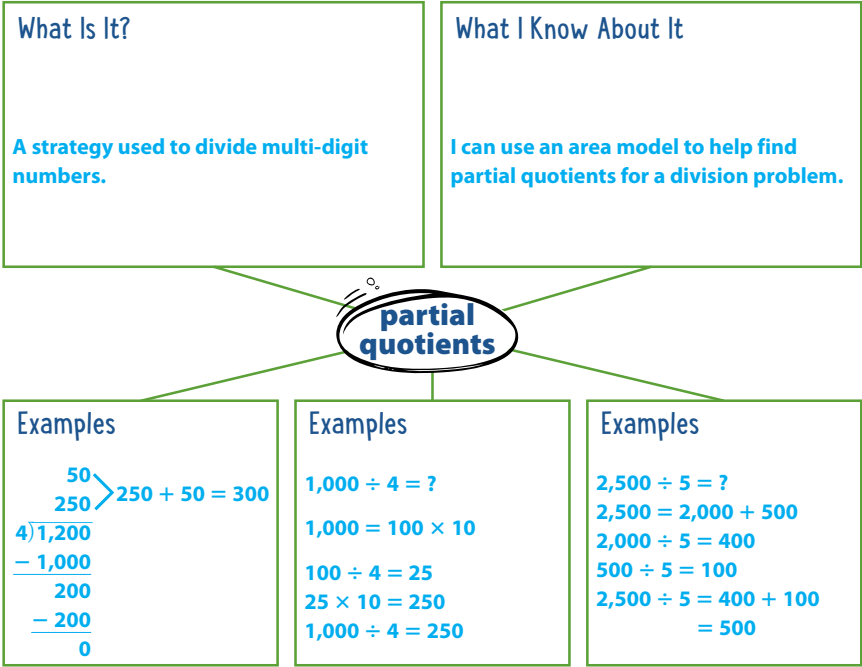 What Is It?
A strategy used to divide multi-digit
numbers.
What I Know About It
I can use an area model to help find
partial quotients for a division problem.
partial
quotients
Examples
50
250
250 + 50 = 300
4)1,200
− 1,000
200
− 200
0
Examples
1,000 ÷ 4 = ?
1,000 = 100 × 10
100 ÷ 4 = 25
25 × 10 = 250
1,000 ÷ 4 = 250
Examples
2,500 ÷ 5 = ?
2,500 = 2,000 + 500
2,000 ÷ 5 = 400
500 ÷ 5 = 100
2,500 ÷ 5 = 400 + 100
= 500